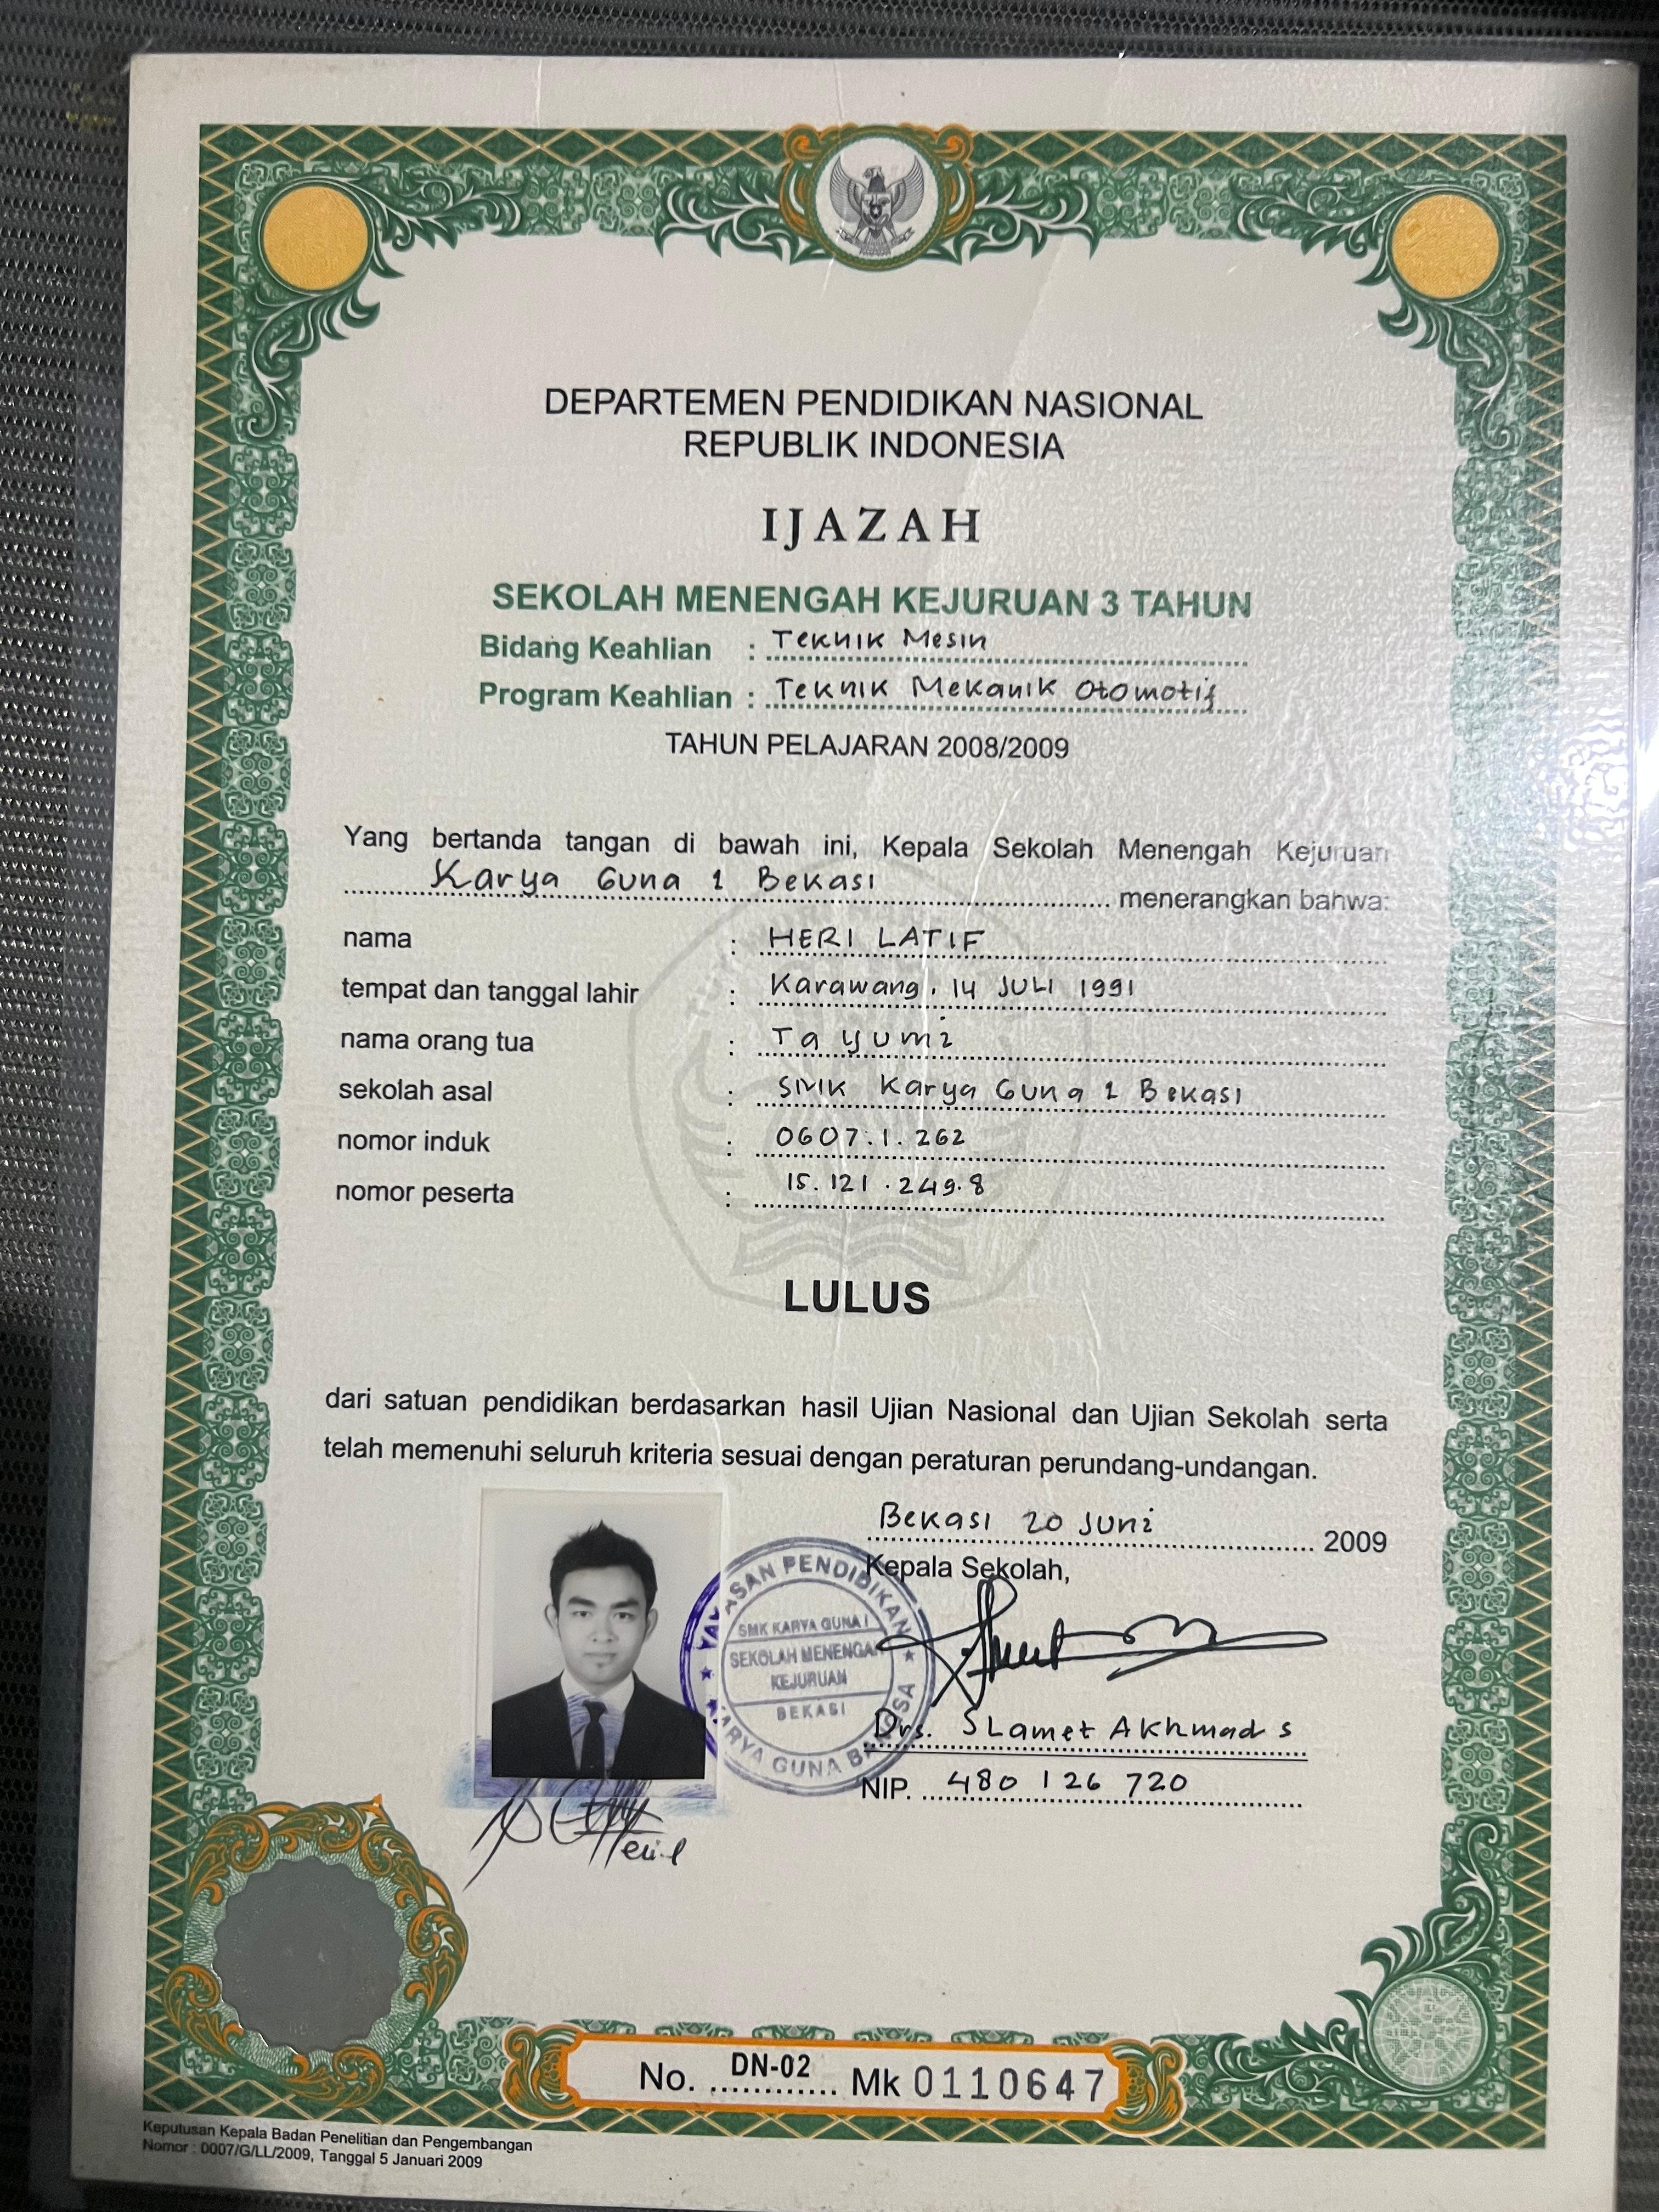 DEPARTEMEN PENDIDIKAN NASIONAL
REPUBLIK INDONESIA
IJAZAH
SEKOLAH MENENGAH KEJURUAN 3 TAHUN
Bidang Keahlian : Teknik Mesin
Program Keahlian : Teknik Mekanik Otomotif
TAHUN PELAJARAN 2008/2009
Yang bertanda tangan di bawah ini, Kepala Sekolah Menengah Kejuruan
Karya Guna 1 Bekasi menerangkan bahwa:
nama : HERI LATIF
tempat dan tanggal lahir : Karawang, 14 JULI 1991
nama orang tua : Tayumi
sekolah asal : SMK Karya Guna 1 Bekasi
nomor induk : 0607.1.262
nomor peserta : 15.121.249.8
LULUS
dari satuan pendidikan berdasarkan hasil Ujian Nasional dan Ujian Sekolah serta
telah memenuhi seluruh kriteria sesuai dengan peraturan perundang-undangan.
Bekasi 20 Juni 2009
Kepala Sekolah,
YAYASAN PENDIDIKAN
SMK KARYA GUNA I
SEKOLAH MENENGAH
KEJURUAN
BEKASI
KARYA GUNA BANGSA
Drs. Slamet Akhmad S
NIP. 480 126 720
No. DN-02 Mk 0110647
Keputusan Kepala Badan Penelitian dan Pengembangan
Nomor : 0007/G/LL/2009, Tanggal 5 Januari 2009